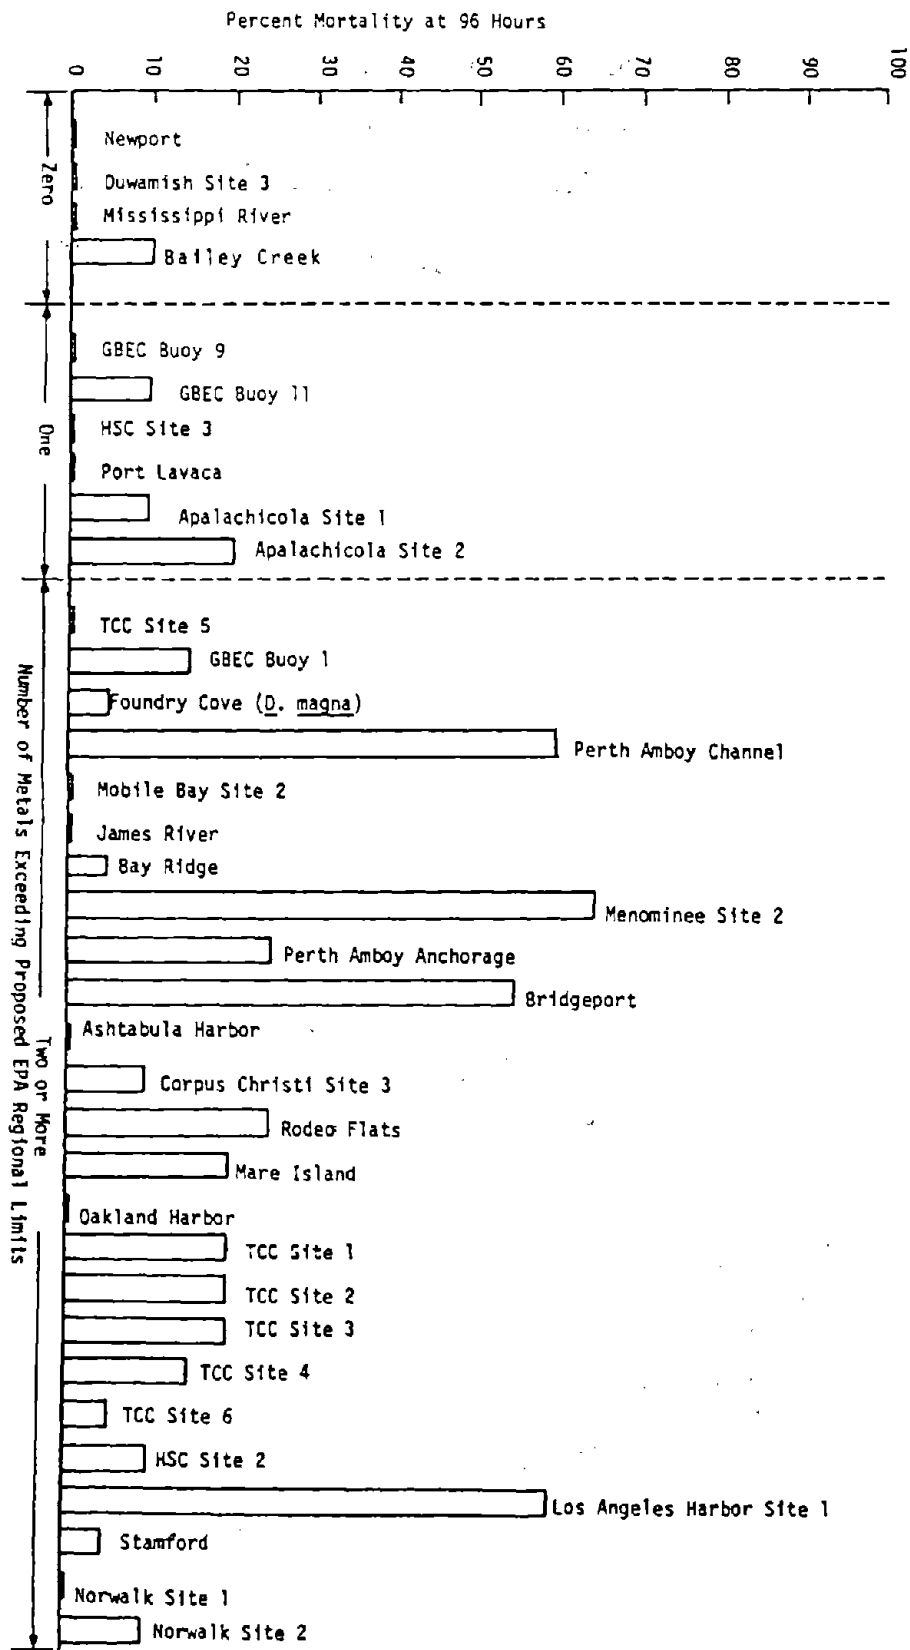 Percent Mortality at 96 Hours
0 10 20 30 40 50 60 70 80 90 100
Zero
Newport
Duwamish Site 3
Mississippi River
Bailey Creek
One
GBEC Buoy 9
GBEC Buoy 11
HSC Site 3
Port Lavaca
Apalachicola Site 1
Apalachicola Site 2
Two or More
TCC Site 5
GBEC Buoy 1
Foundry Cove (D. magna)
Perth Amboy Channel
Mobile Bay Site 2
James River
Bay Ridge
Menominee Site 2
Perth Amboy Anchorage
Bridgeport
Ashtabula Harbor
Corpus Christi Site 3
Rodeo Flats
Mare Island
Oakland Harbor
TCC Site 1
TCC Site 2
TCC Site 3
TCC Site 4
TCC Site 6
HSC Site 2
Los Angeles Harbor Site 1
Stamford
Norwalk Site 1
Norwalk Site 2
Number of Metals Exceeding Proposed EPA Regional Limits